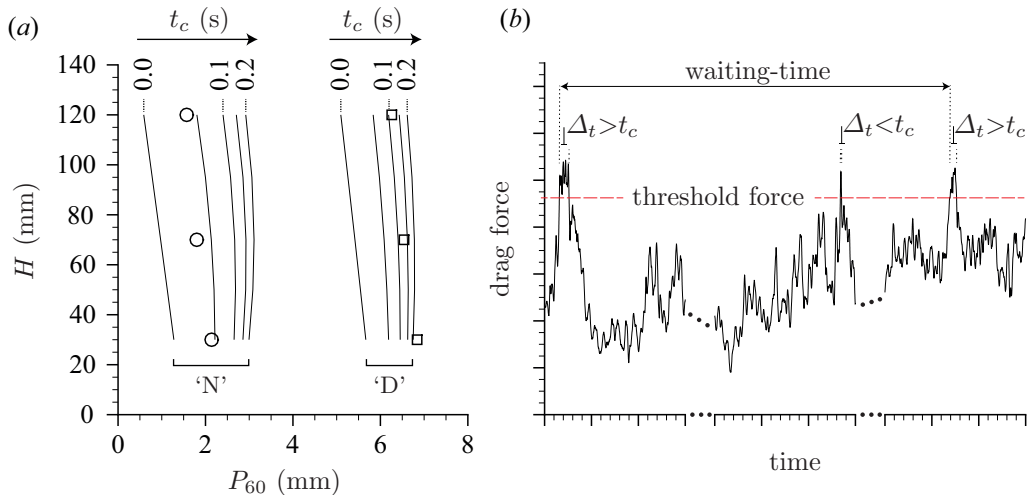 (a)
t_c (s)
t_c (s)
0.0
0.1
0.2
0.0
0.1
0.2
140
120
100
80
60
40
20
0
H (mm)
‘N’
‘D’
0
2
4
6
8
P_60 (mm)
(b)
waiting-time
Δ_t>t_c
Δ_t<t_c
Δ_t>t_c
threshold force
drag force
time